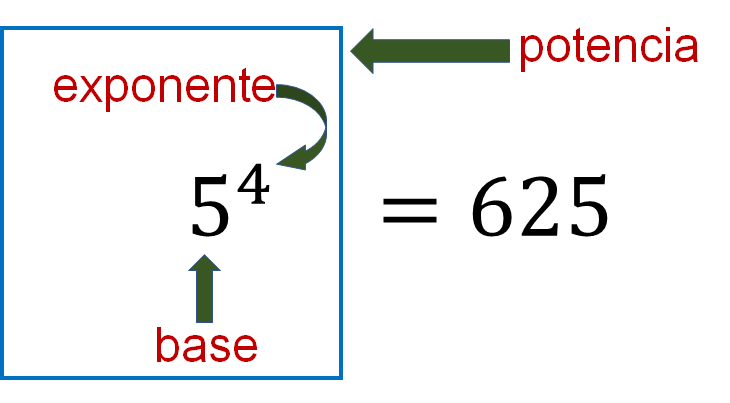 potencia
exponente
5⁴ = 625
base